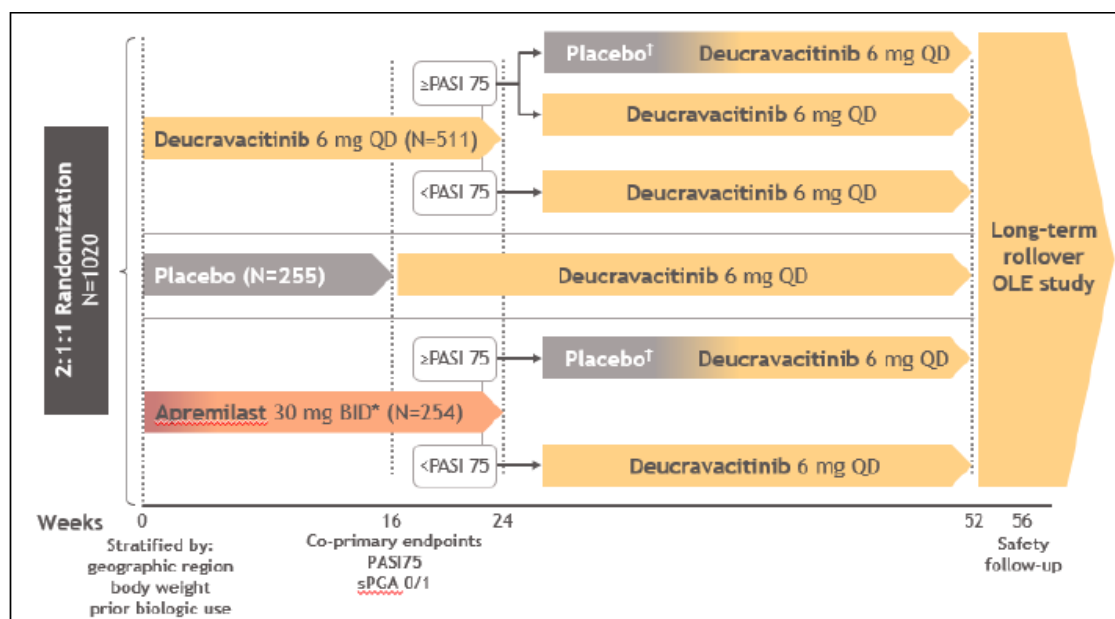 2:1:1 Randomization
N=1020
Deucravacitinib 6 mg QD (N=511)
≥PASI 75
Placebo† Deucravacitinib 6 mg QD
Deucravacitinib 6 mg QD
<PASI 75
Deucravacitinib 6 mg QD
Placebo (N=255)
Deucravacitinib 6 mg QD
≥PASI 75
Placebo† Deucravacitinib 6 mg QD
Apremilast 30 mg BID* (N=254)
<PASI 75
Deucravacitinib 6 mg QD
Long-term
rollover
OLE study
Weeks 0 16 24 52 56
Stratified by:
geographic region
body weight
prior biologic use
Co-primary endpoints
PASI75
sPGA 0/1
Safety
follow-up